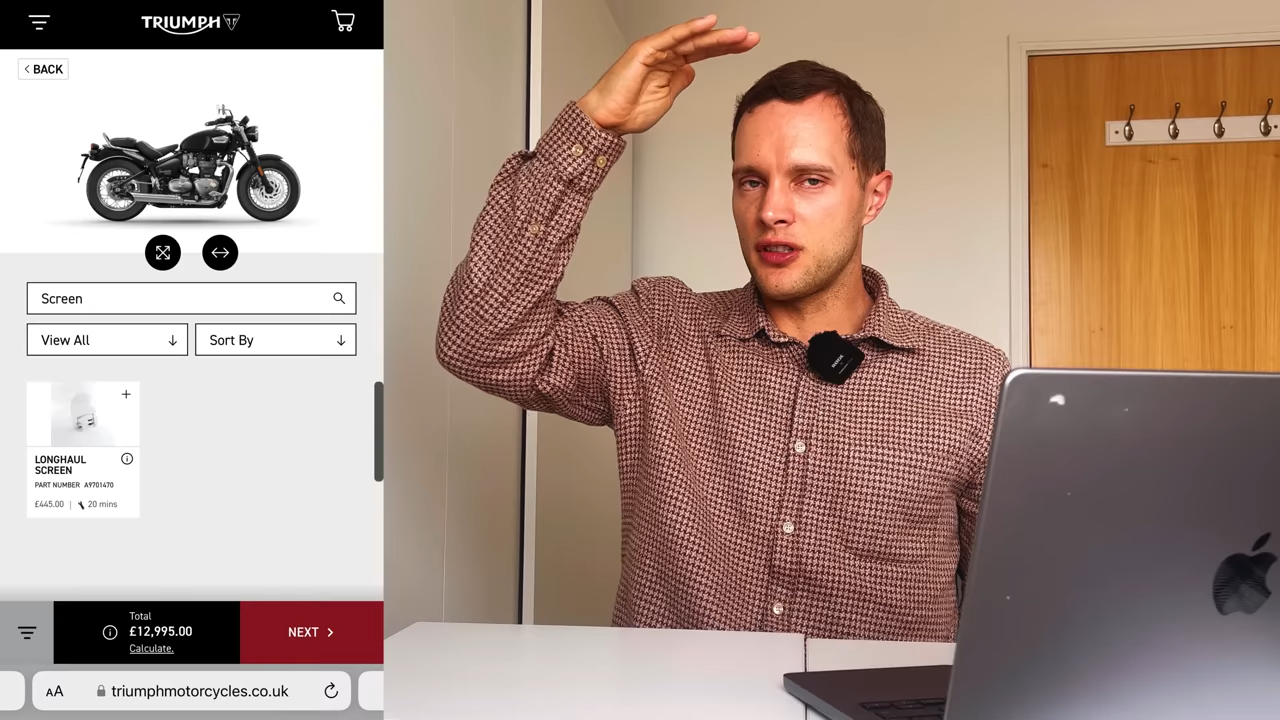 TRIUMPH
BACK
Screen
View All
Sort By
LONGHAUL
SCREEN
PART NUMBER A9701470
£445.00 | 20 mins
Total
£12,995.00
Calculate.
NEXT
AA
triumphmotorcycles.co.uk